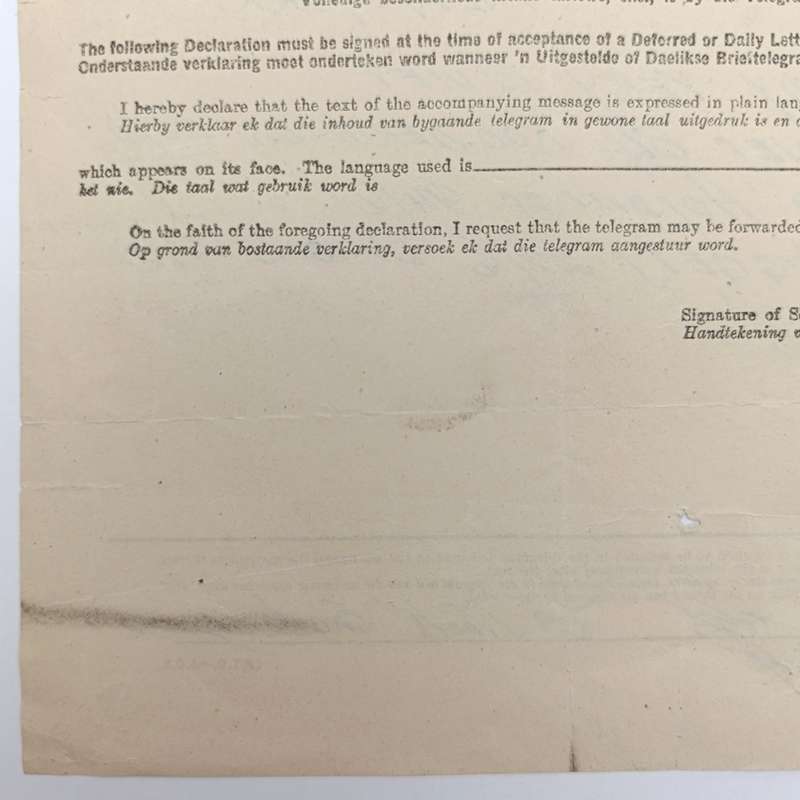 The following Declaration must be signed at the time of acceptance of a Deferred or Daily Lett
Onderstaande verklaring moet onderteken word wanneer 'n Uitgestelde of Daelikse Brieftelegra
I hereby declare that the text of the accompanying message is expressed in plain lan
Hierby verklaar ek dat die inhoud van bygaande telegram in gewone taal uitgedruk is en
which appears on its face. The language used is
het nie. Die taal wat gebruik word is
On the faith of the foregoing declaration, I request that the telegram may be forwarded
Op grond van bostaande verklaring, versoek ek dat die telegram aangestuur word.
Signature of S
Handtekening v